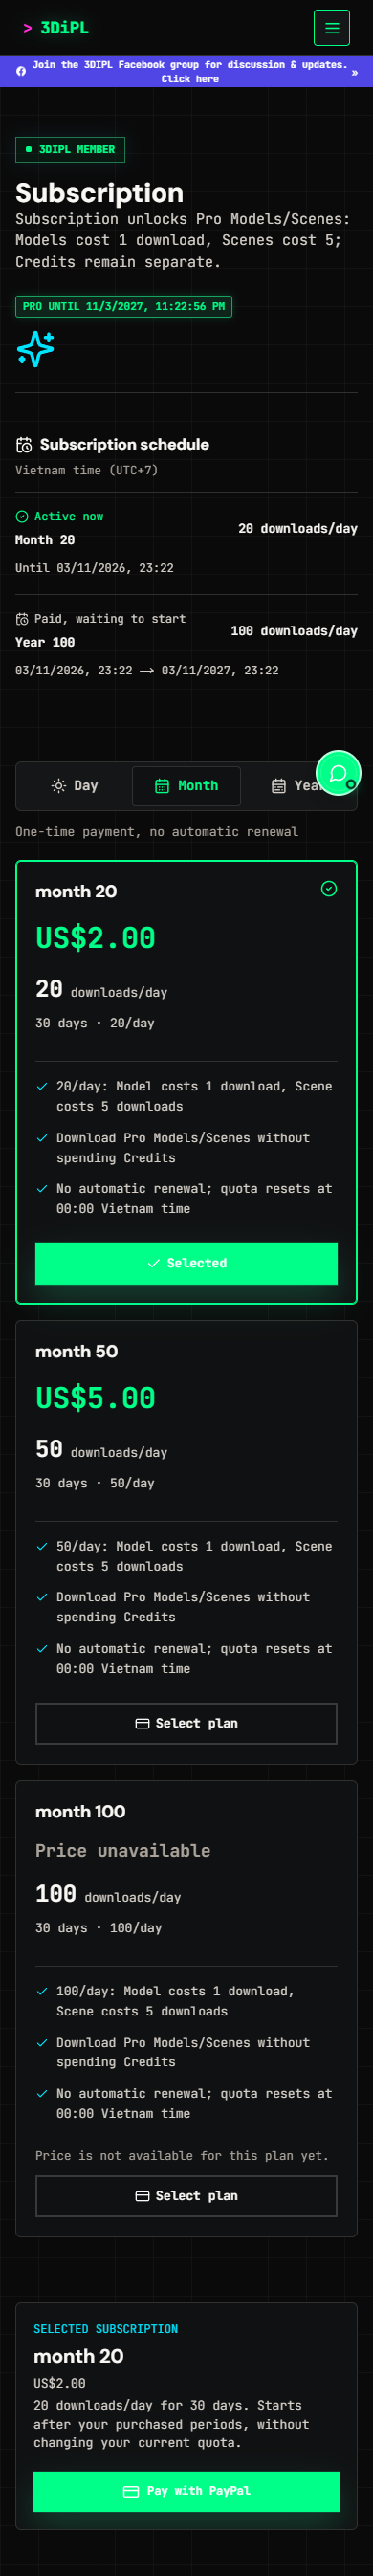 > 3DiPL
Join the 3DIPL Facebook group for discussion & updates.
Click here
»
3DIPL MEMBER
Subscription
Subscription unlocks Pro Models/Scenes:
Models cost 1 download, Scenes cost 5;
Credits remain separate.
PRO UNTIL 11/3/2027, 11:22:56 PM
Subscription schedule
Vietnam time (UTC+7)
Active now
Month 20
20 downloads/day
Until 03/11/2026, 23:22
Paid, waiting to start
Year 100
100 downloads/day
03/11/2026, 23:22 → 03/11/2027, 23:22
Day
Month
Year
One-time payment, no automatic renewal
month 20
US$2.00
20 downloads/day
30 days · 20/day
20/day: Model costs 1 download, Scene
costs 5 downloads
Download Pro Models/Scenes without
spending Credits
No automatic renewal; quota resets at
00:00 Vietnam time
Selected
month 50
US$5.00
50 downloads/day
30 days · 50/day
50/day: Model costs 1 download, Scene
costs 5 downloads
Download Pro Models/Scenes without
spending Credits
No automatic renewal; quota resets at
00:00 Vietnam time
Select plan
month 100
Price unavailable
100 downloads/day
30 days · 100/day
100/day: Model costs 1 download,
Scene costs 5 downloads
Download Pro Models/Scenes without
spending Credits
No automatic renewal; quota resets at
00:00 Vietnam time
Price is not available for this plan yet.
Select plan
SELECTED SUBSCRIPTION
month 20
US$2.00
20 downloads/day for 30 days. Starts
after your purchased periods, without
changing your current quota.
Pay with PayPal